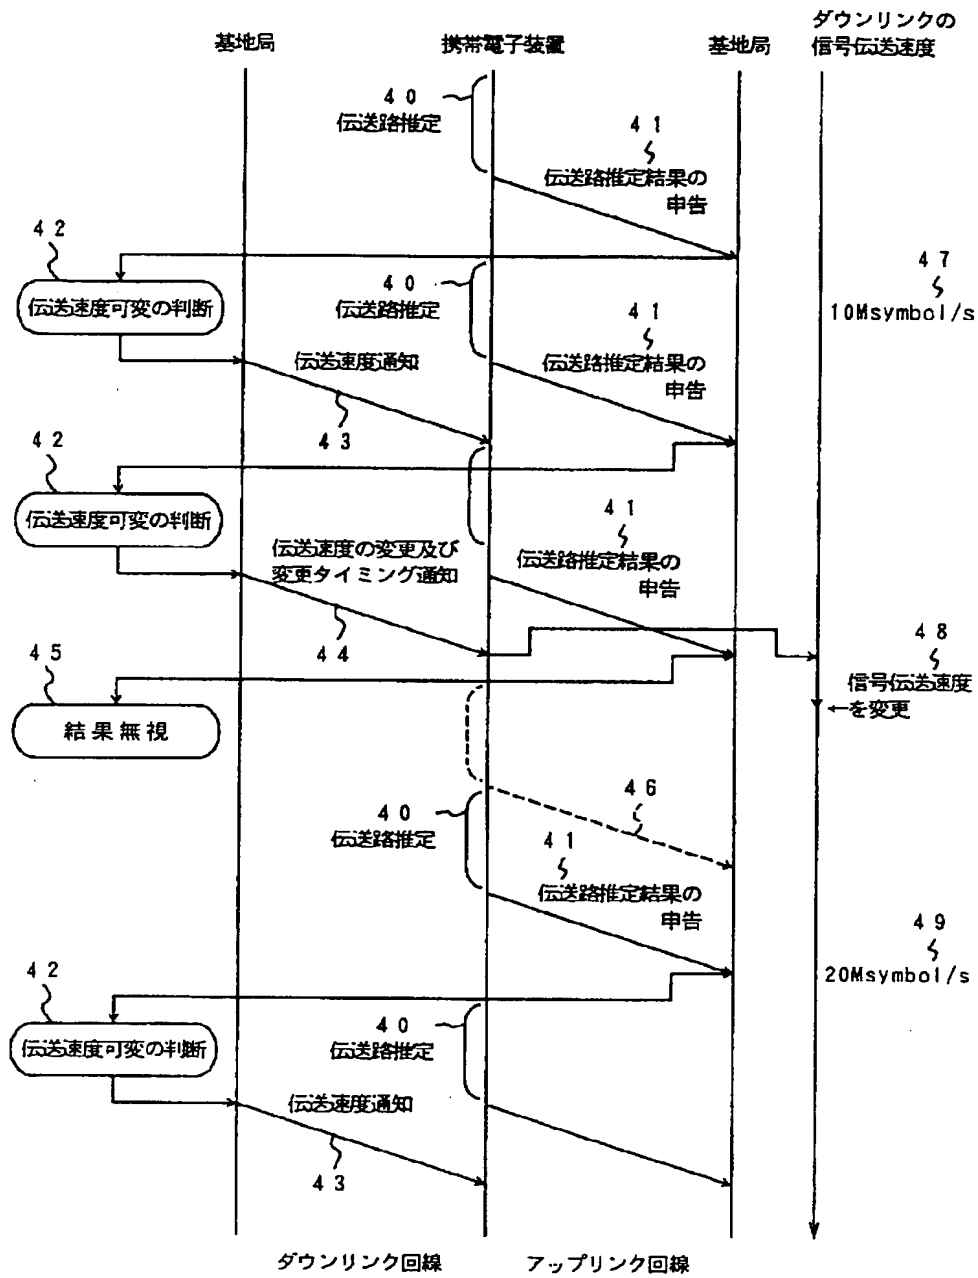 ダウンリンクの
信号伝送速度
基地局
携帯電子装置
基地局
40
伝送路推定
41
伝送路推定結果の
申告
42
伝送速度可変の判断
40
伝送路推定
47
10Msymbol/s
41
伝送路推定結果の
申告
伝送速度通知
43
42
伝送速度可変の判断
41
伝送路推定結果の
申告
伝送速度の変更及び
変更タイミング通知
44
48
信号伝送速度
←を変更
45
結果無視
46
40
伝送路推定
41
伝送路推定結果の
申告
49
20Msymbol/s
42
伝送速度可変の判断
40
伝送路推定
伝送速度通知
43
ダウンリンク回線
アップリンク回線